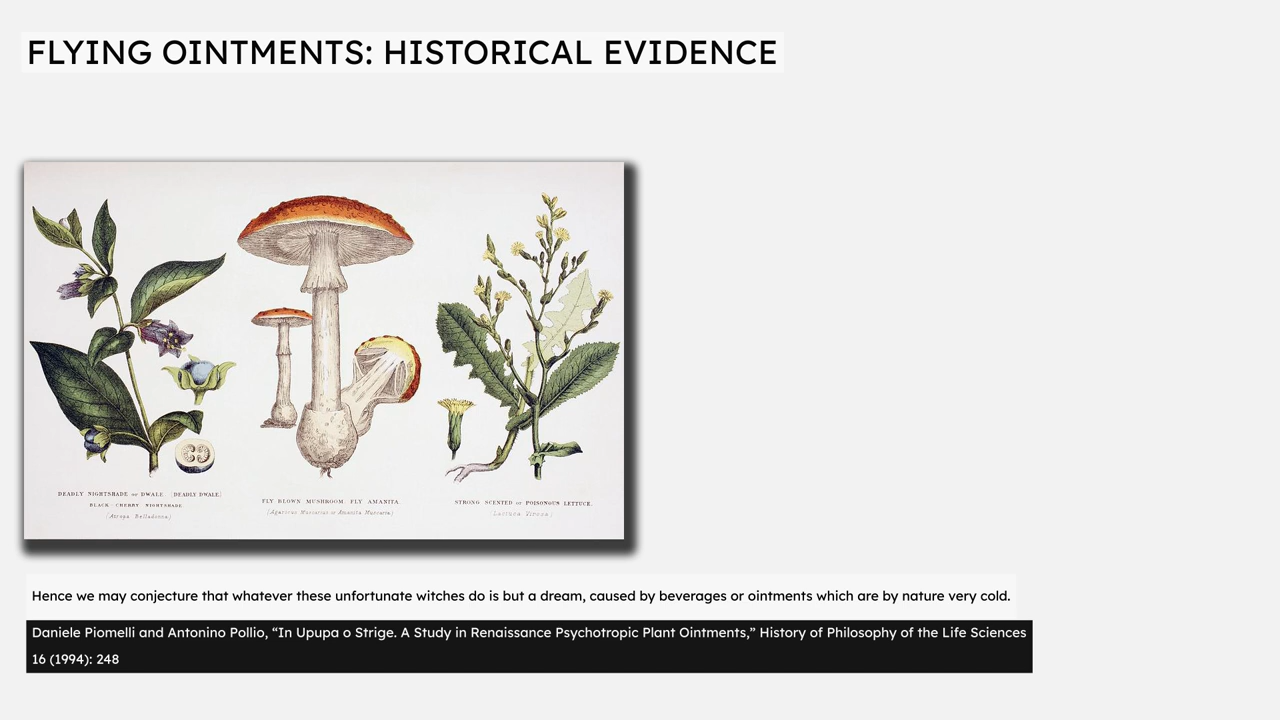 FLYING OINTMENTS: HISTORICAL EVIDENCE
DEADLY NIGHTSHADE or DWALE. (DEADLY DWALE)
BLACK CHERRY NIGHTSHADE.
(Atropa Belladonna)
FLY BLOWN MUSHROOM. FLY AMANITA.
(Agaricus Muscarius or Amanita Muscaria)
STRONG SCENTED or POISONOUS LETTUCE.
(Lactuca Virosa)
Hence we may conjecture that whatever these unfortunate witches do is but a dream, caused by beverages or ointments which are by nature very cold.
Daniele Piomelli and Antonino Pollio, “In Upupa o Strige. A Study in Renaissance Psychotropic Plant Ointments,” History of Philosophy of the Life Sciences
16 (1994): 248